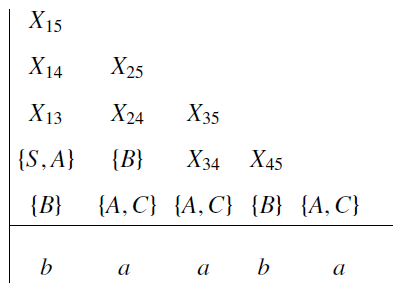 X15
X14 X25
X13 X24 X35
{S, A} {B} X34 X45
{B} {A, C} {A, C} {B} {A, C}
b a a b a